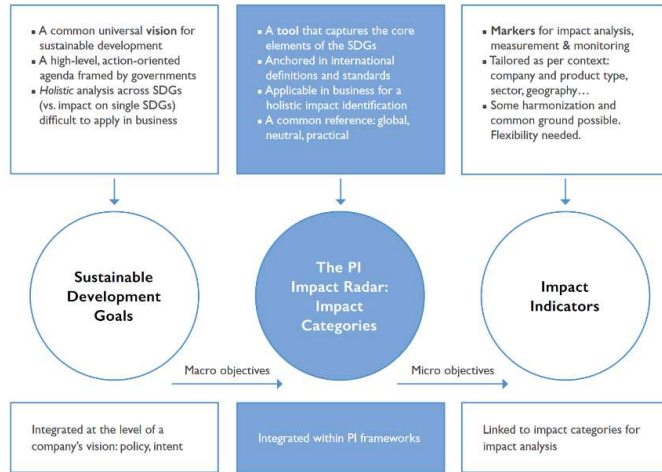 ▪ A common universal vision for
sustainable development
▪ A high-level, action-oriented
agenda framed by governments
▪ Holistic analysis across SDGs
(vs. impact on single SDGs)
difficult to apply in business
▪ A tool that captures the core
elements of the SDGs
▪ Anchored in international
definitions and standards
▪ Applicable in business for a
holistic impact identification
▪ A common reference: global,
neutral, practical
▪ Markers for impact analysis,
measurement & monitoring
▪ Tailored as per context:
company and product type,
sector, geography…
▪ Some harmonization and
common ground possible.
Flexibility needed.
Sustainable
Development
Goals
The PI
Impact Radar:
Impact
Categories
Impact
Indicators
Macro objectives
Micro objectives
Integrated at the level of a
company's vision: policy, intent
Integrated within PI frameworks
Linked to impact categories for
impact analysis